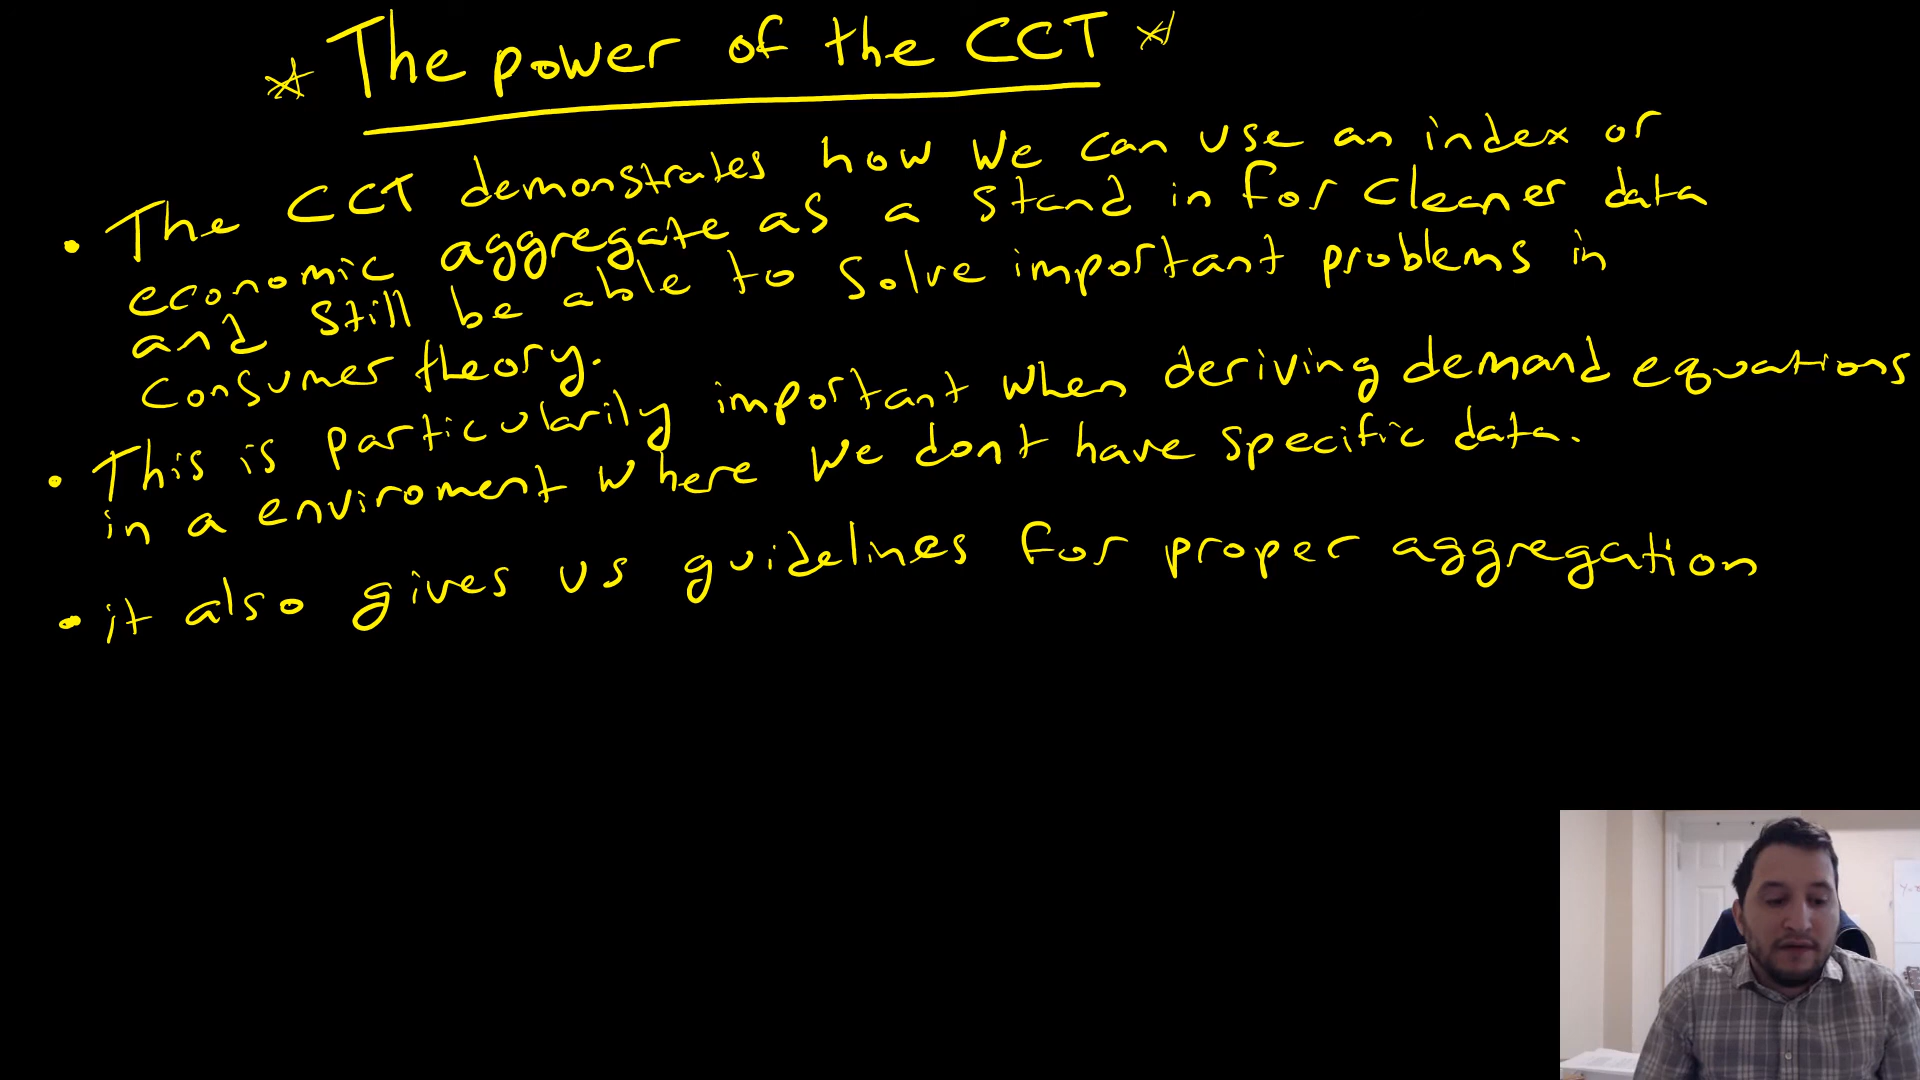 * The power of the CCT *
• The CCT demonstrates how we can use an index or
economic aggregate as a stand in for cleaner data
and still be able to solve important problems in
consumer theory.
• This is particularily important when deriving demand equations
in a enviroment where we dont have specific data.
• it also gives us guidelines for proper aggregation